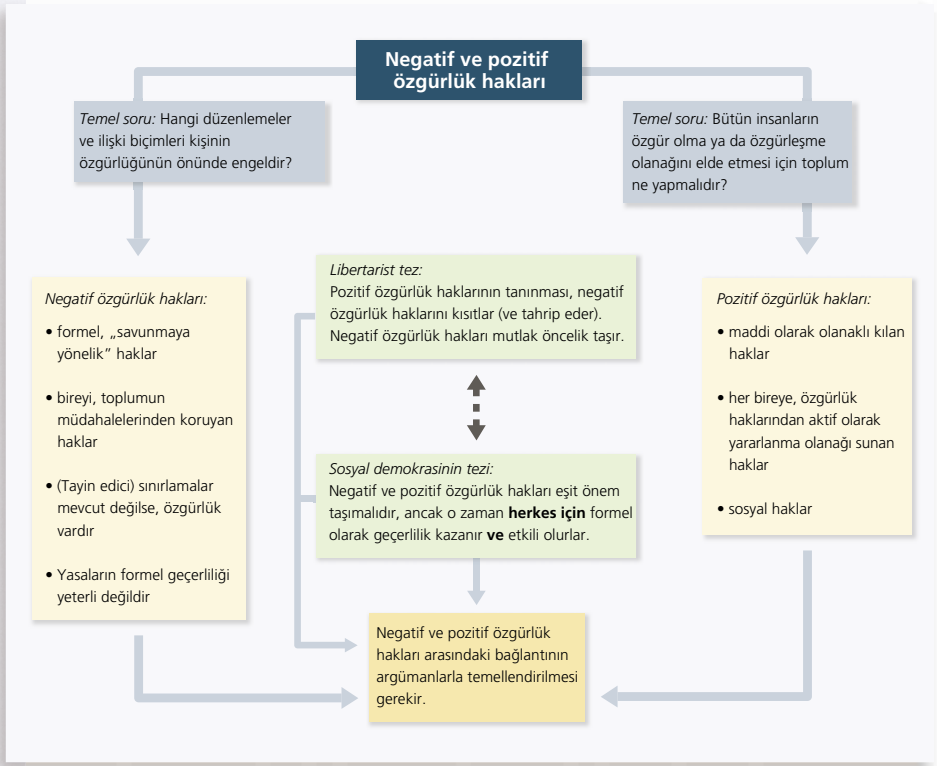 Negatif ve pozitif
özgürlük hakları
Temel soru: Hangi düzenlemeler
ve ilişki biçimleri kişinin
özgürlüğünün önünde engeldir?
Temel soru: Bütün insanların
özgür olma ya da özgürleşme
olanağını elde etmesi için toplum
ne yapmalıdır?
Negatif özgürlük hakları:
• formel, „savunmaya
yönelik” haklar
• bireyi, toplumun
müdahalelerinden koruyan
haklar
• (Tayin edici) sınırlamalar
mevcut değilse, özgürlük
vardır
• Yasaların formel geçerliliği
yeterli değildir
Libertarist tez:
Pozitif özgürlük haklarının tanınması, negatif
özgürlük haklarını kısıtlar (ve tahrip eder).
Negatif özgürlük hakları mutlak öncelik taşır.
Sosyal demokrasinin tezi:
Negatif ve pozitif özgürlük hakları eşit önem
taşımalıdır, ancak o zaman herkes için formel
olarak geçerlilik kazanır ve etkili olurlar.
Pozitif özgürlük hakları:
• maddi olarak olanaklı kılan
haklar
• her bireye, özgürlük
haklarından aktif olarak
yararlanma olanağı sunan
haklar
• sosyal haklar
Negatif ve pozitif özgürlük
hakları arasındaki bağlantının
argümanlarla temellendirilmesi
gerekir.